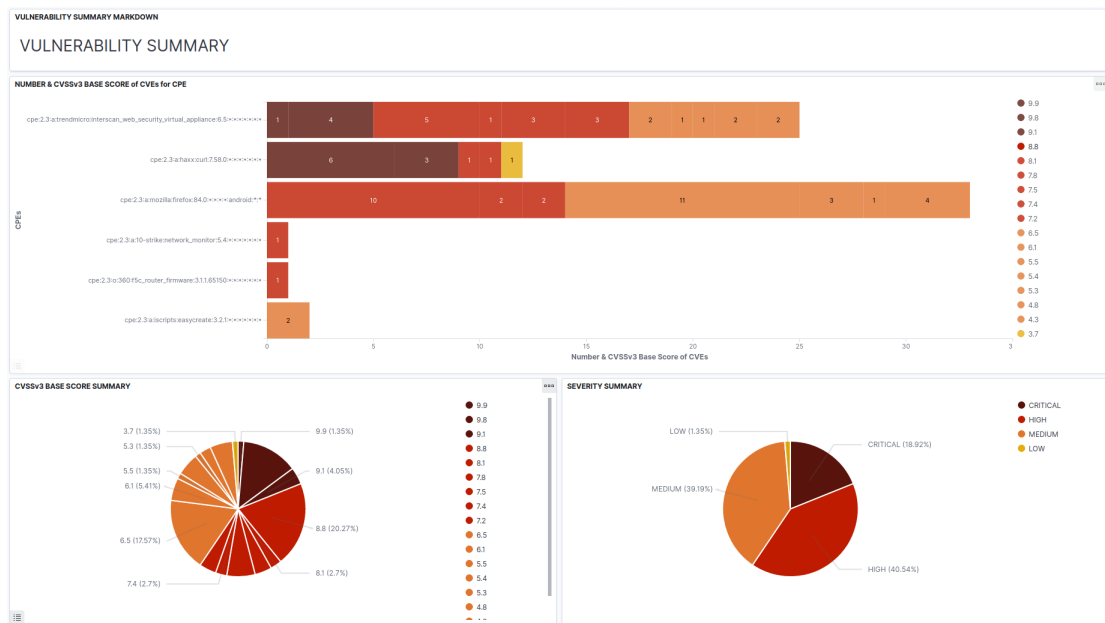 VULNERABILITY SUMMARY MARKDOWN
VULNERABILITY SUMMARY
NUMBER & CVSSv3 BASE SCORE of CVEs for CPE
CPEs
cpe:2.3:a:trendmicro:interscan_web_security_virtual_appliance:6.5:*:*:*:*:*:*:*
1 4 5 1 3 3 2 1 1 2 2
cpe:2.3:a:haxx:curl:7.58.0:*:*:*:*:*:*:*
6 3 1 1 1
cpe:2.3:a:mozilla:firefox:84.0:*:*:*:*:android:*:*
10 2 2 11 3 1 4
cpe:2.3:a:10-strike:network_monitor:5.4:*:*:*:*:*:*:*
1
cpe:2.3:o:360:f5c_router_firmware:3.1.1.65150:*:*:*:*:*:*:*
1
cpe:2.3:a:iscripts:easycreate:3.2.1:*:*:*:*:*:*:*
2
0 5 10 15 20 25 30 3
Number & CVSSv3 Base Score of CVEs
9.9
9.8
9.1
8.8
8.1
7.8
7.5
7.4
7.2
6.5
6.1
5.5
5.4
5.3
4.8
4.3
3.7
CVSSv3 BASE SCORE SUMMARY
3.7 (1.35%)
5.3 (1.35%)
5.5 (1.35%)
6.1 (5.41%)
6.5 (17.57%)
7.4 (2.7%)
9.9 (1.35%)
9.1 (4.05%)
8.8 (20.27%)
8.1 (2.7%)
9.9
9.8
9.1
8.8
8.1
7.8
7.5
7.4
7.2
6.5
6.1
5.5
5.4
5.3
4.8
SEVERITY SUMMARY
LOW (1.35%)
CRITICAL (18.92%)
MEDIUM (39.19%)
HIGH (40.54%)
CRITICAL
HIGH
MEDIUM
LOW